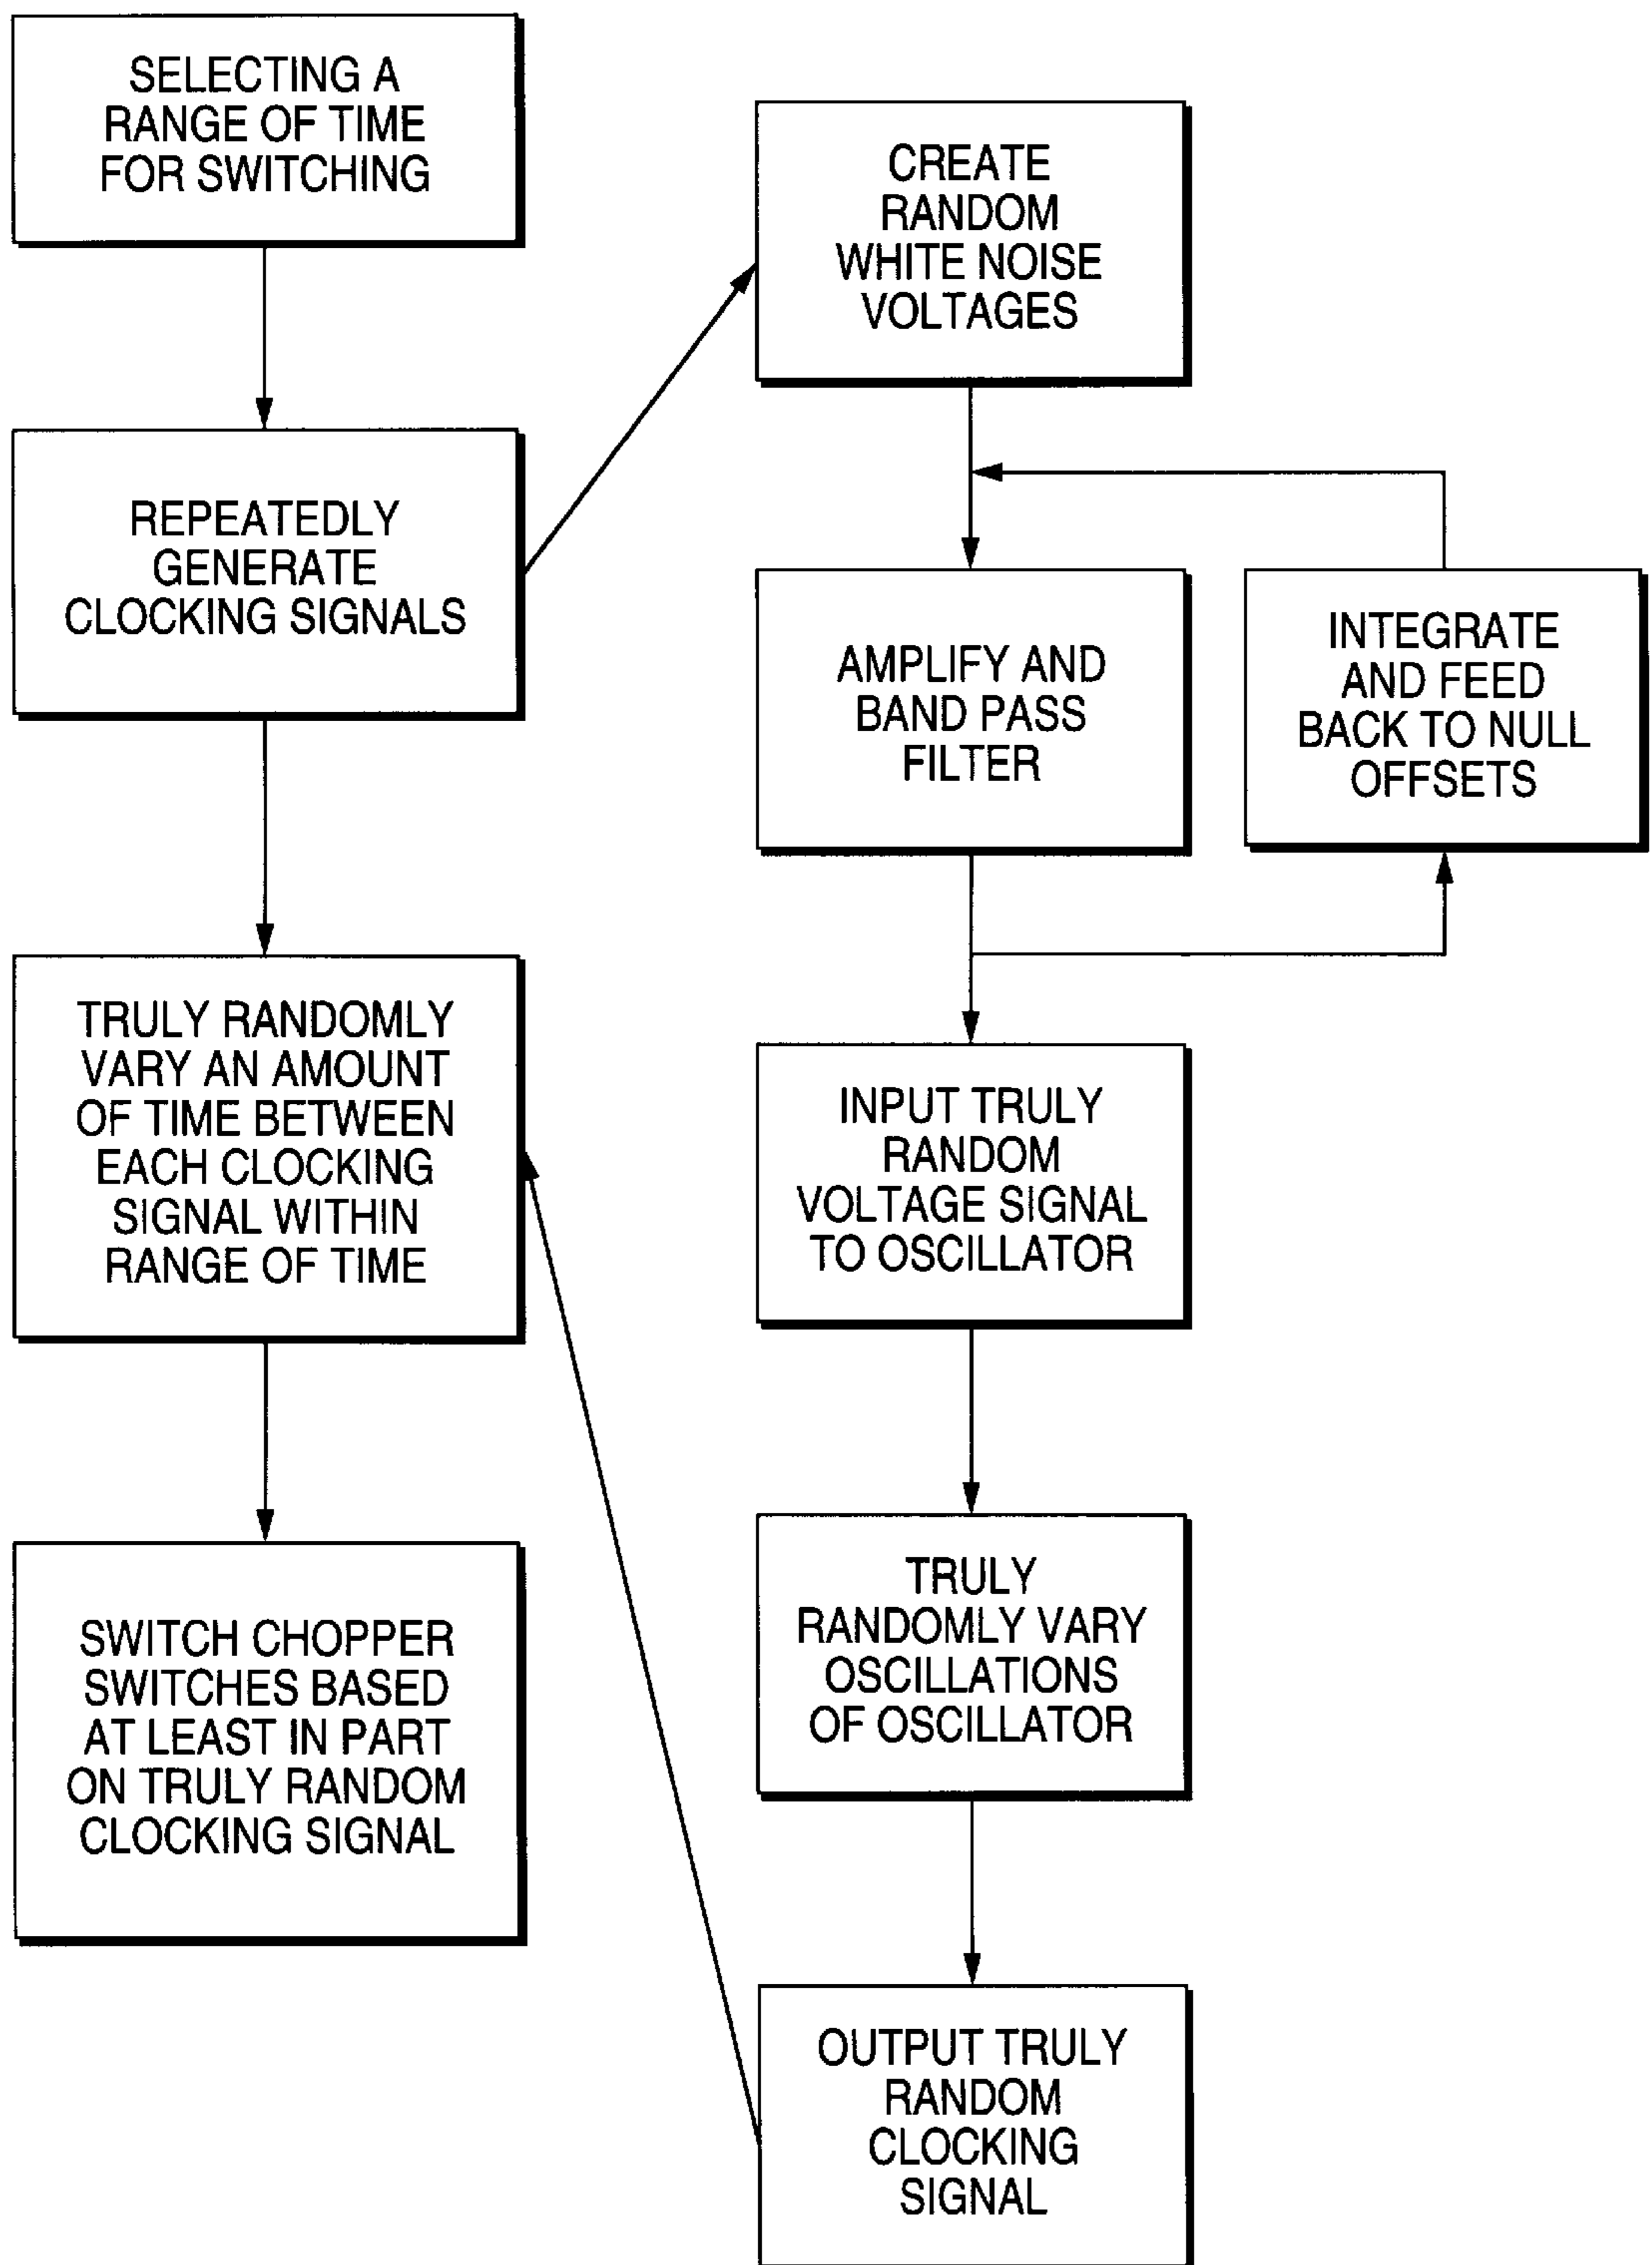 SELECTING A
RANGE OF TIME
FOR SWITCHING
REPEATEDLY
GENERATE
CLOCKING SIGNALS
TRULY RANDOMLY
VARY AN AMOUNT
OF TIME BETWEEN
EACH CLOCKING
SIGNAL WITHIN
RANGE OF TIME
SWITCH CHOPPER
SWITCHES BASED
AT LEAST IN PART
ON TRULY RANDOM
CLOCKING SIGNAL
CREATE
RANDOM
WHITE NOISE
VOLTAGES
AMPLIFY AND
BAND PASS
FILTER
INTEGRATE
AND FEED
BACK TO NULL
OFFSETS
INPUT TRULY
RANDOM
VOLTAGE SIGNAL
TO OSCILLATOR
TRULY
RANDOMLY VARY
OSCILLATIONS
OF OSCILLATOR
OUTPUT TRULY
RANDOM
CLOCKING
SIGNAL